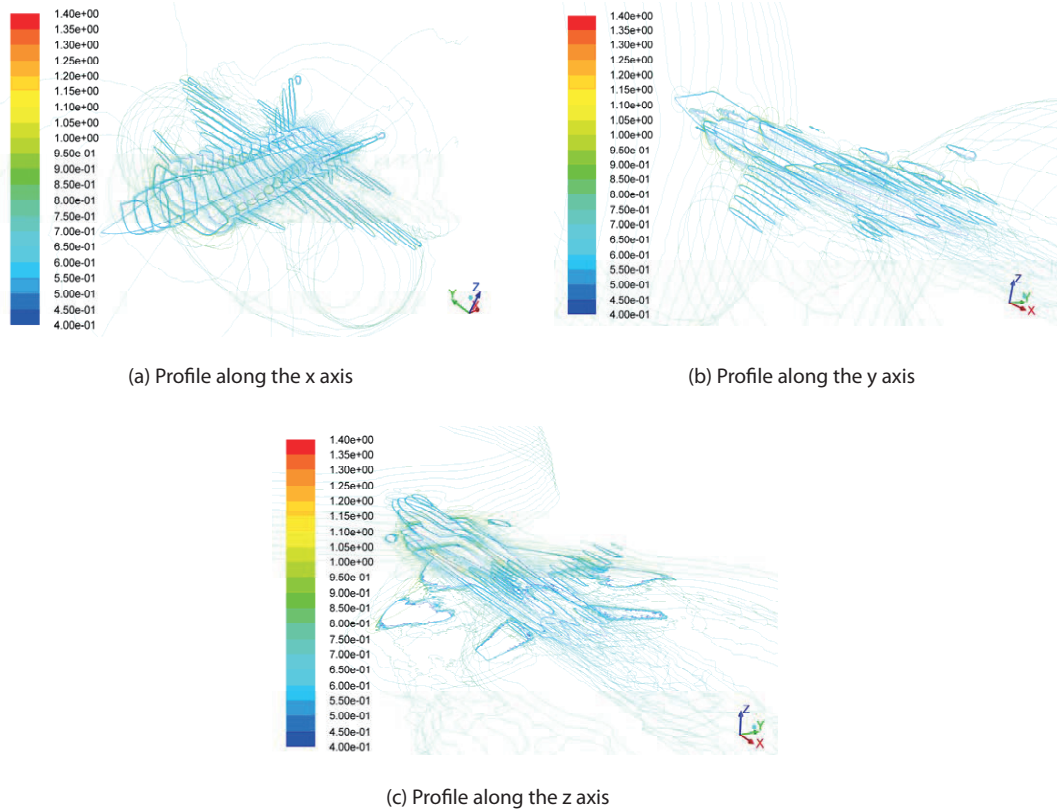 1.40e+00
1.35e+00
1.30e+00
1.25e+00
1.20e+00
1.15e+00
1.10e+00
1.05e+00
1.00e+00
9.50e-01
9.00e-01
8.50e-01
8.00e-01
7.50e-01
7.00e-01
6.50e-01
6.00e-01
5.50e-01
5.00e-01
4.50e-01
4.00e-01
Y Z
(a) Profile along the x axis
1.40e+00
1.35e+00
1.30e+00
1.25e+00
1.20e+00
1.15e+00
1.10e+00
1.05e+00
1.00e+00
9.50e-01
9.00e-01
8.50e-01
8.00e-01
7.50e-01
7.00e-01
6.50e-01
6.00e-01
5.50e-01
5.00e-01
4.50e-01
4.00e-01
Z
Y
X
(b) Profile along the y axis
1.40e+00
1.35e+00
1.30e+00
1.25e+00
1.20e+00
1.15e+00
1.10e+00
1.05e+00
1.00e+00
9.50e-01
9.00e-01
8.50e-01
8.00e-01
7.50e-01
7.00e-01
6.50e-01
6.00e-01
5.50e-01
5.00e-01
4.50e-01
4.00e-01
Z
Y
X
(c) Profile along the z axis